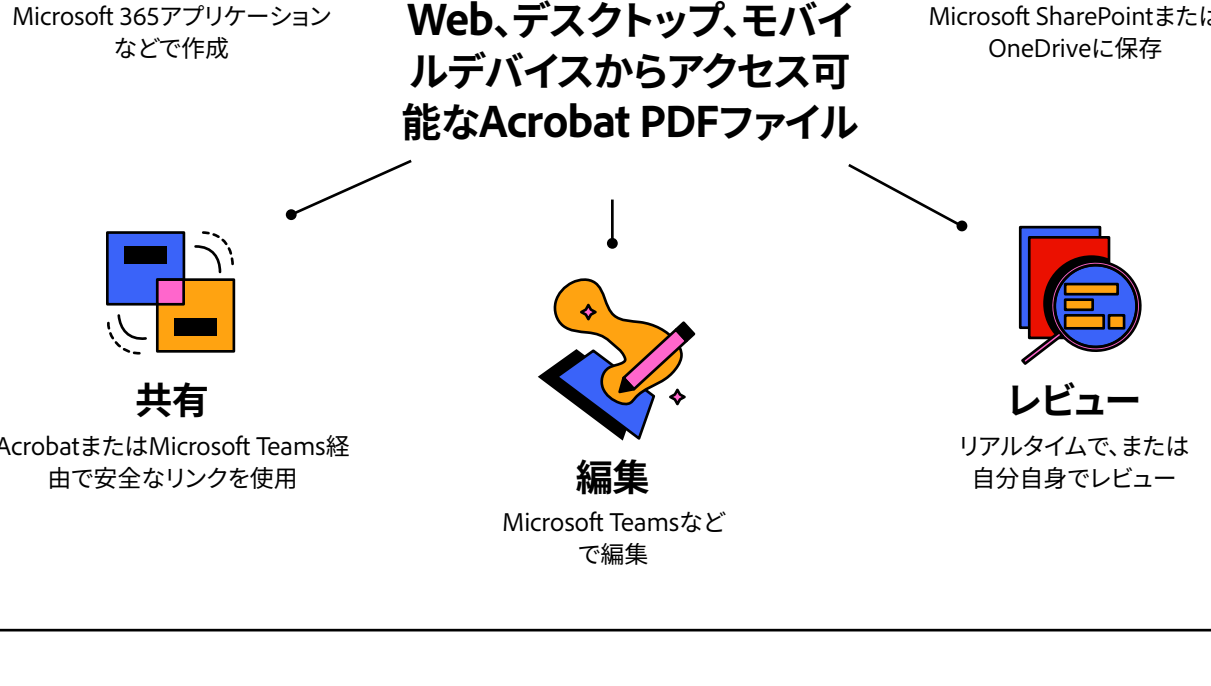 Microsoft 365アプリケーション
などで作成
Web、デスクトップ、モバイ
ルデバイスからアクセス可
能なAcrobat PDFファイル
Microsoft SharePointまたは
OneDriveに保存
共有
AcrobatまたはMicrosoft Teams経
由で安全なリンクを使用
編集
Microsoft Teamsなど
で編集
レビュー
リアルタイムで、または
自分自身でレビュー